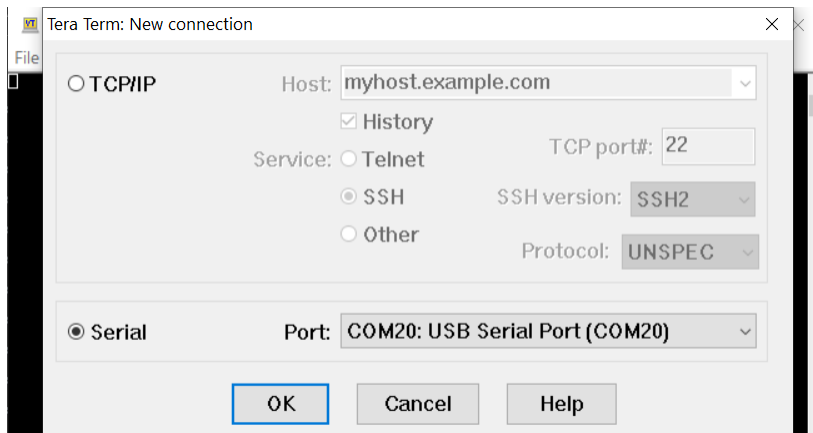 VT
Tera Term: New connection
File
TCP/IP
Host: myhost.example.com
History
Service: Telnet
TCP port#: 22
SSH
SSH version: SSH2
Other
Protocol: UNSPEC
Serial
Port: COM20: USB Serial Port (COM20)
OK
Cancel
Help